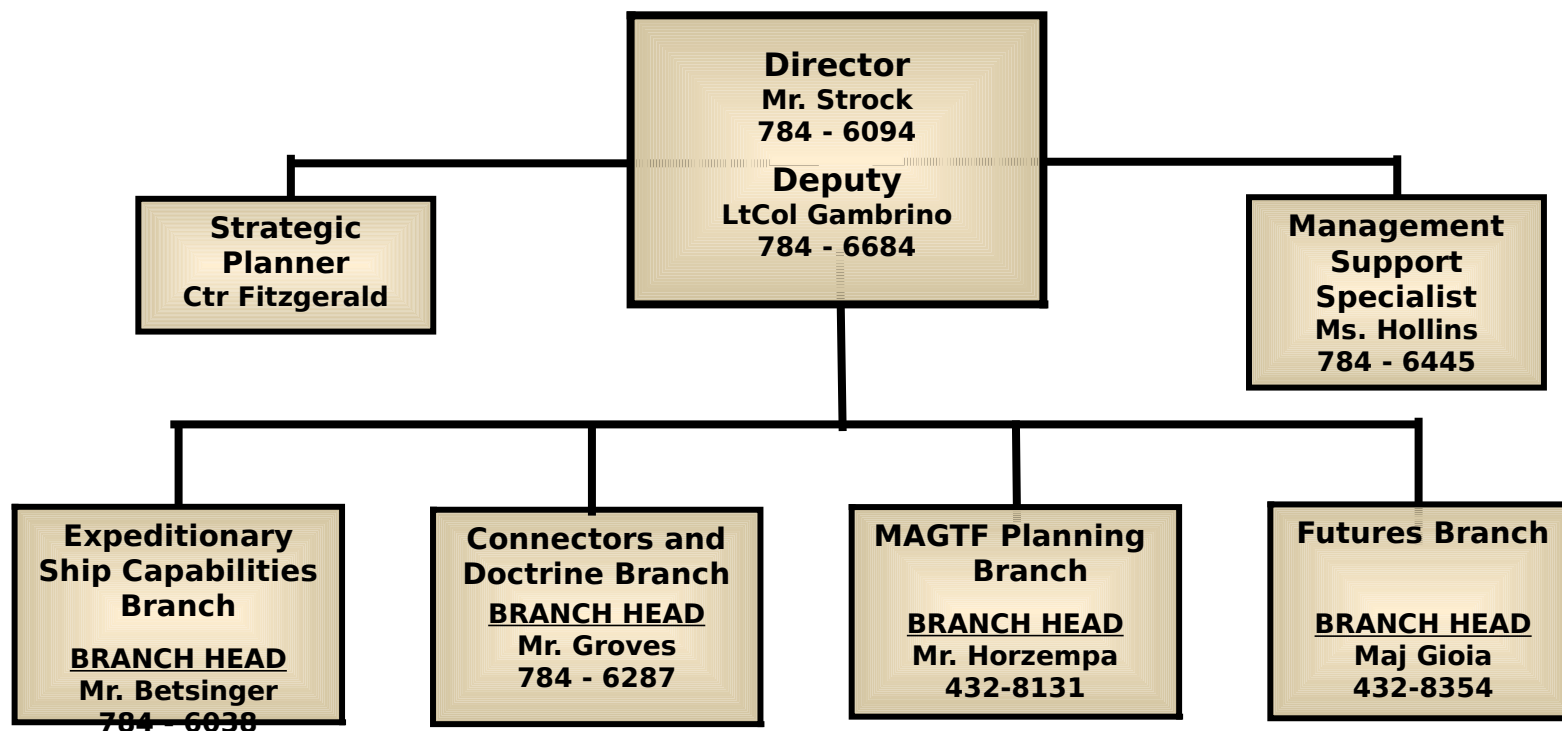 Director
Mr. Strock
784 - 6094
Deputy
LtCol Gambrino
784 - 6684
Strategic
Planner
Ctr Fitzgerald
Management
Support
Specialist
Ms. Hollins
784 - 6445
Expeditionary
Ship Capabilities
Branch
BRANCH HEAD
Mr. Betsinger
784 - 6038
Connectors and
Doctrine Branch
BRANCH HEAD
Mr. Groves
784 - 6287
MAGTF Planning
Branch
BRANCH HEAD
Mr. Horzempa
432-8131
Futures Branch
BRANCH HEAD
Maj Gioia
432-8354